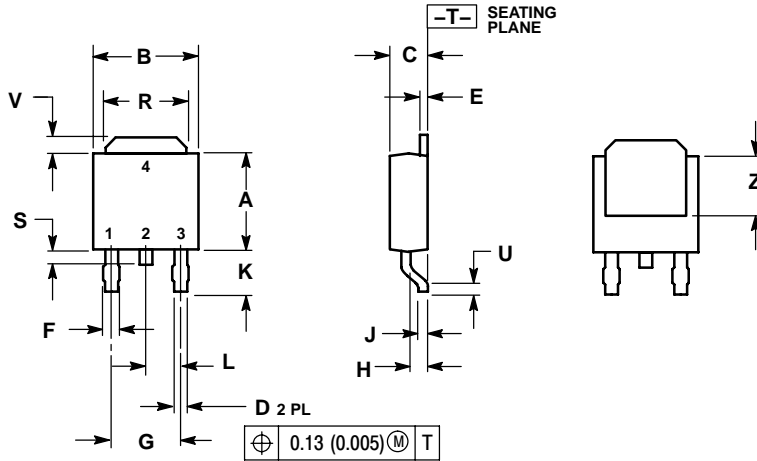 –T– SEATING
PLANE
C
B
V
R
E
4
Z
A
S
1 2 3
U
K
F
J
L
H
D 2 PL
G
⌖ 0.13 (0.005) Ⓜ T